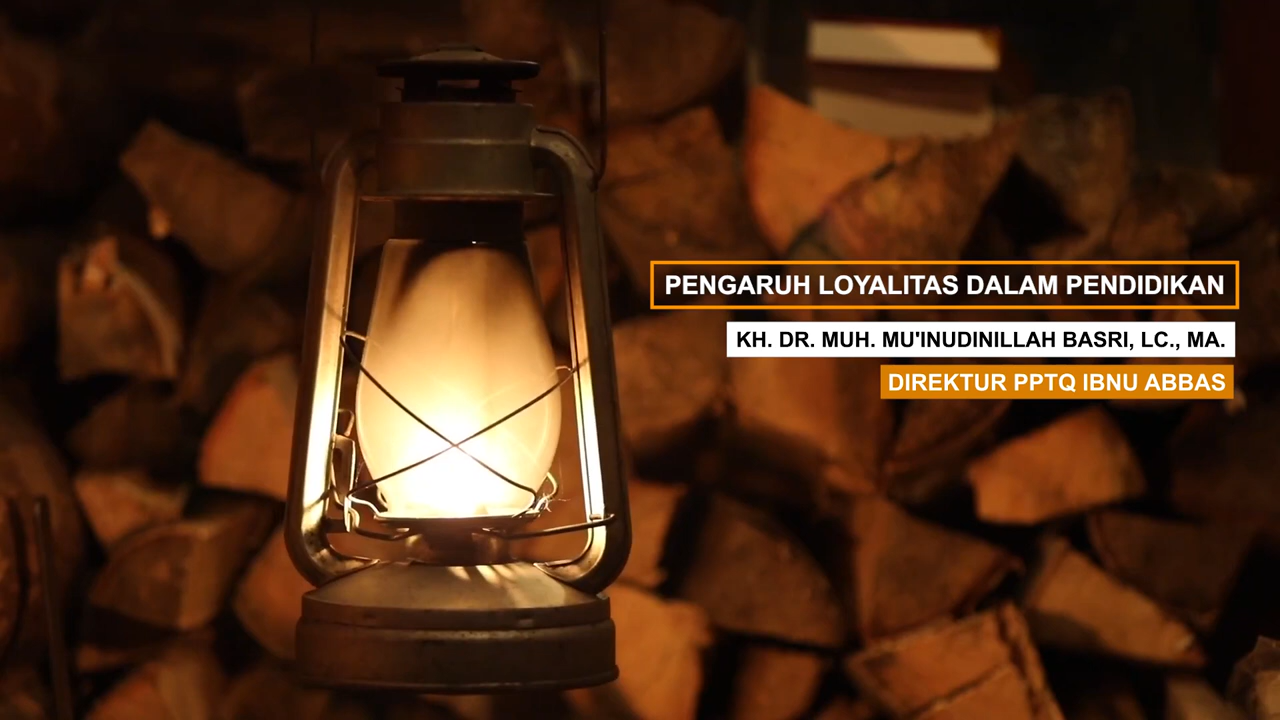 PENGARUH LOYALITAS DALAM PENDIDIKAN
KH. DR. MUH. MU'INUDINILLAH BASRI, LC., MA.
DIREKTUR PPTQ IBNU ABBAS